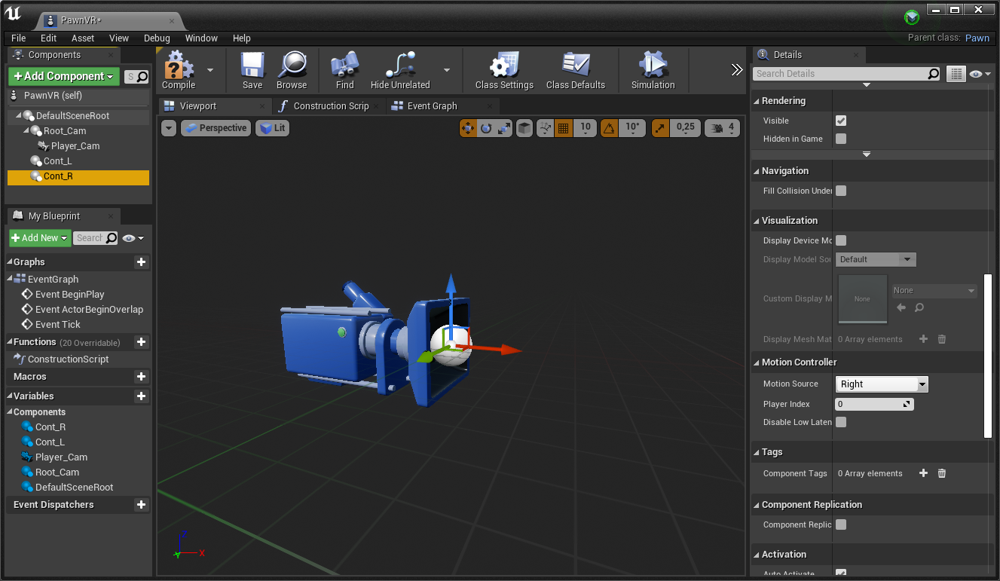 PawnVR*
File Edit Asset View Debug Window Help
Parent class: Pawn
Components
+Add Component
S
PawnVR (self)
DefaultSceneRoot
Root_Cam
Player_Cam
Cont_L
Cont_R
My Blueprint
+Add New
Search
Graphs
EventGraph
Event BeginPlay
Event ActorBeginOverlap
Event Tick
Functions (20 Overridable)
ConstructionScript
Macros
Variables
Components
Cont_R
Cont_L
Player_Cam
Root_Cam
DefaultSceneRoot
Event Dispatchers
Compile Save Browse Find Hide Unrelated Class Settings Class Defaults Simulation
Viewport Construction Scrip Event Graph
Perspective Lit 10 10° 0,25 4
Z
X
Y
Details
Search Details
Rendering
Visible
Hidden in Game
Navigation
Fill Collision Under
Visualization
Display Device Mo
Display Model Sou Default
Custom Display M None None
Display Mesh Mat 0 Array elements
Motion Controller
Motion Source Right
Player Index 0
Disable Low Laten
Tags
Component Tags 0 Array elements
Component Replication
Component Replic
Activation
Auto Activate